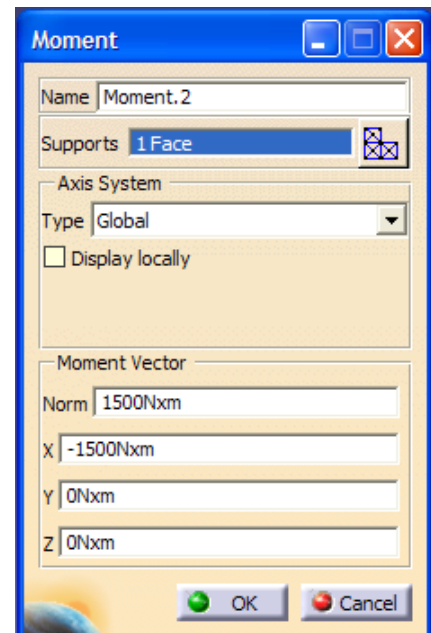 Moment
Name Moment.2
Supports 1 Face
Axis System
Type Global
Display locally
Moment Vector
Norm 1500Nxm
X -1500Nxm
Y 0Nxm
Z 0Nxm
OK Cancel